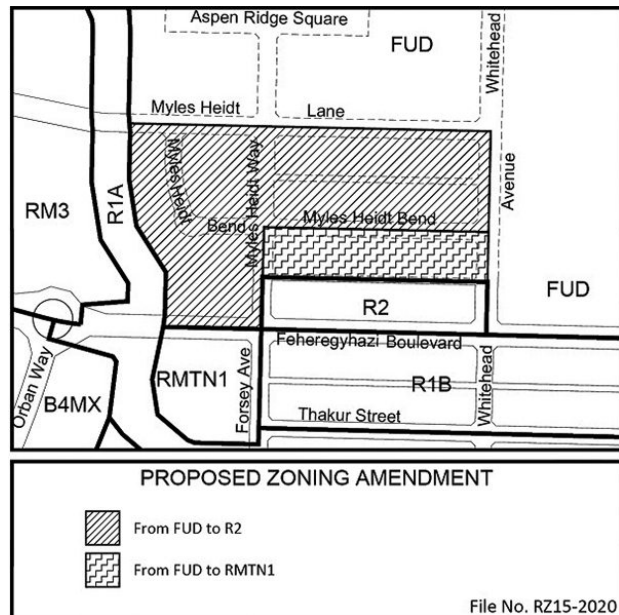 Aspen Ridge Square
FUD
Whitehead
Myles Heidt Lane
Myles Heidt
Myles Heidt Way
Avenue
RM3
R1A
Bend
Myles Heidt Bend
FUD
R2
Feheregyhazi Boulevard
Orban Way
B4MX
RMTN1
Forsey Ave
R1B
Whitehead
Thakur Street
PROPOSED ZONING AMENDMENT
From FUD to R2
From FUD to RMTN1
File No. RZ15-2020